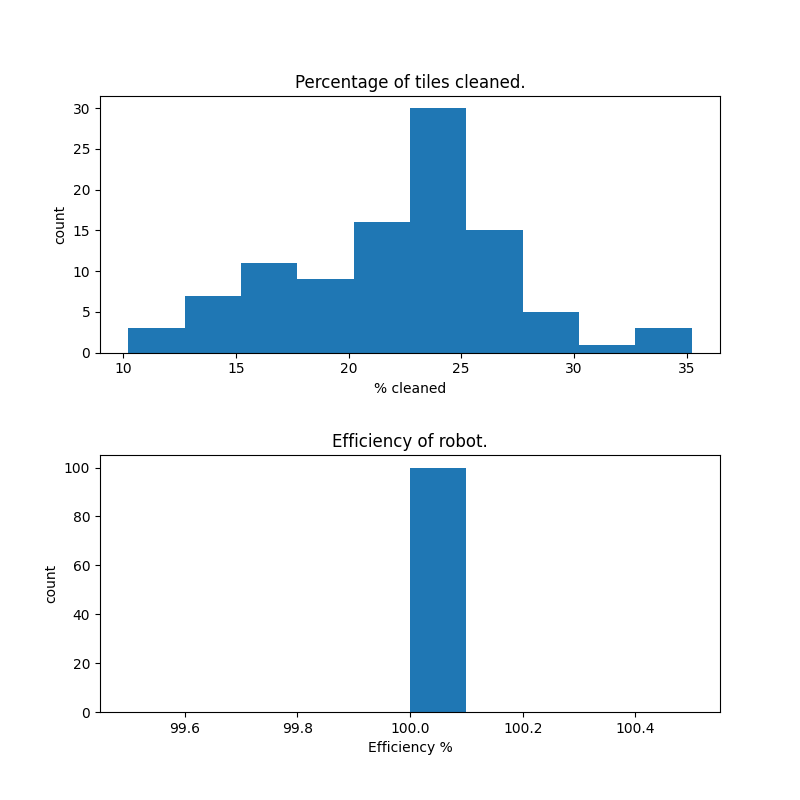 Percentage of tiles cleaned.
30
25
20
15
10
5
0
count
10 15 20 25 30 35
% cleaned
Efficiency of robot.
100
80
60
40
20
0
count
99.6 99.8 100.0 100.2 100.4
Efficiency %